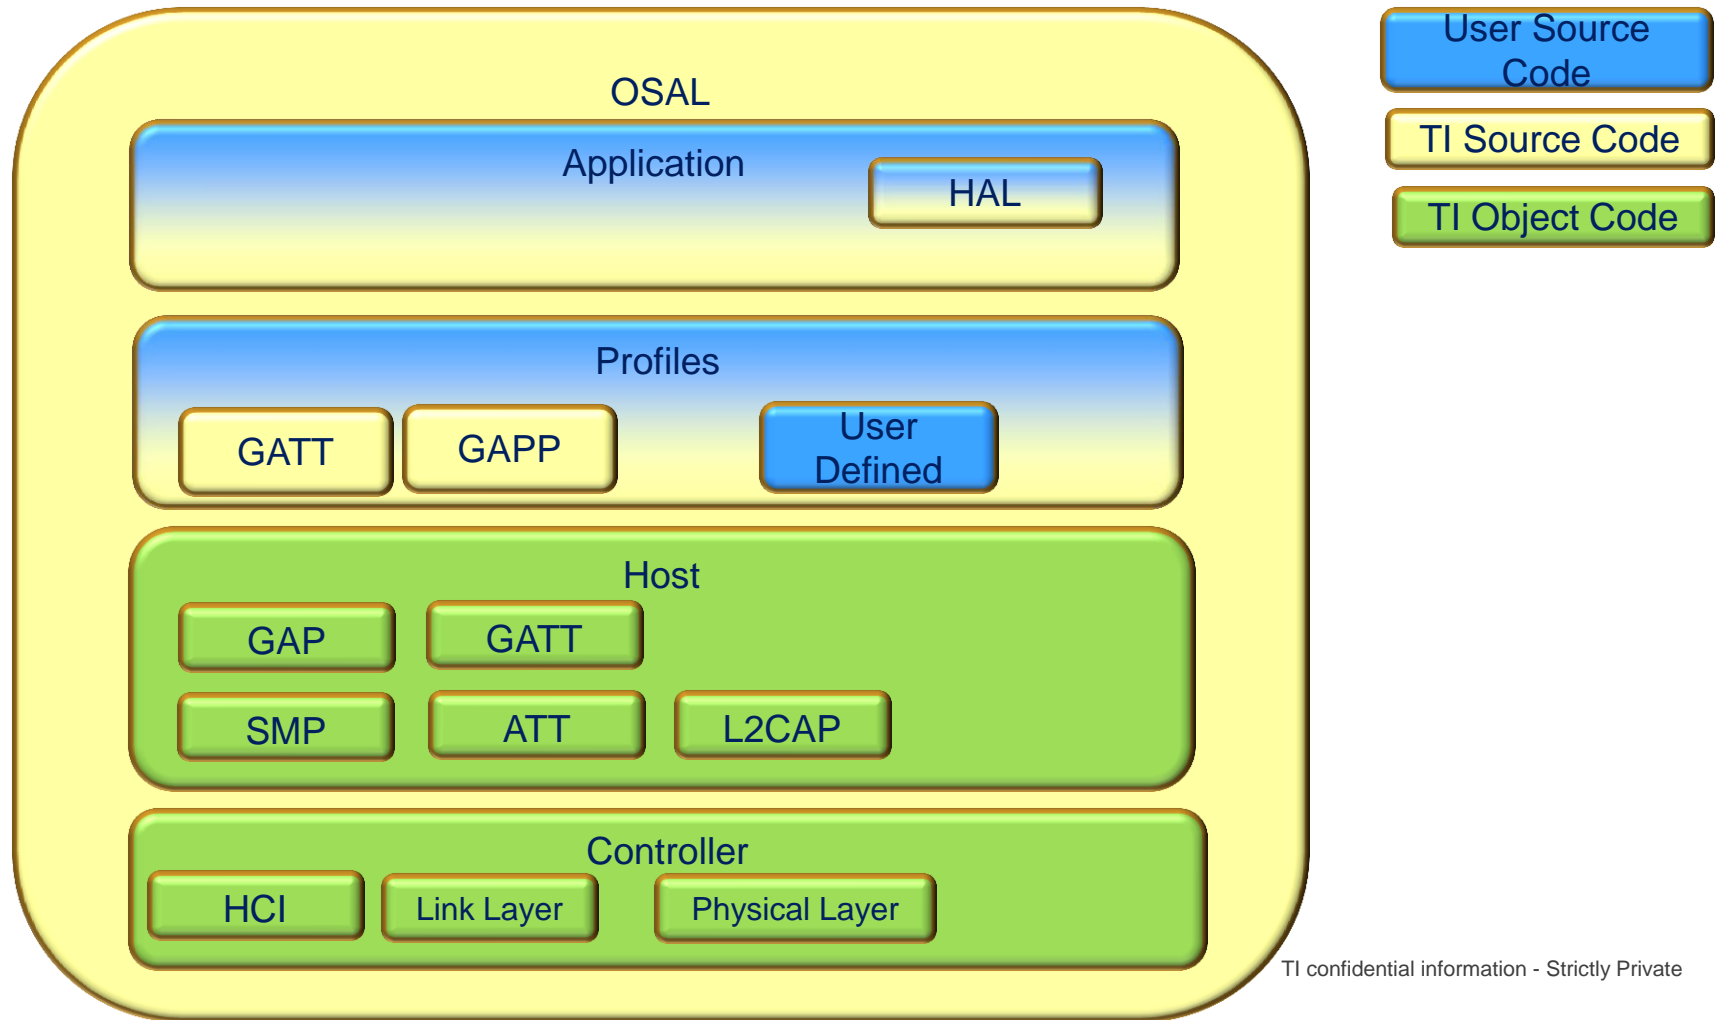 OSAL
Application
HAL
Profiles
GATT
GAPP
User
Defined
Host
GAP
GATT
SMP
ATT
L2CAP
Controller
HCI
Link Layer
Physical Layer
User Source
Code
TI Source Code
TI Object Code
TI confidential information - Strictly Private